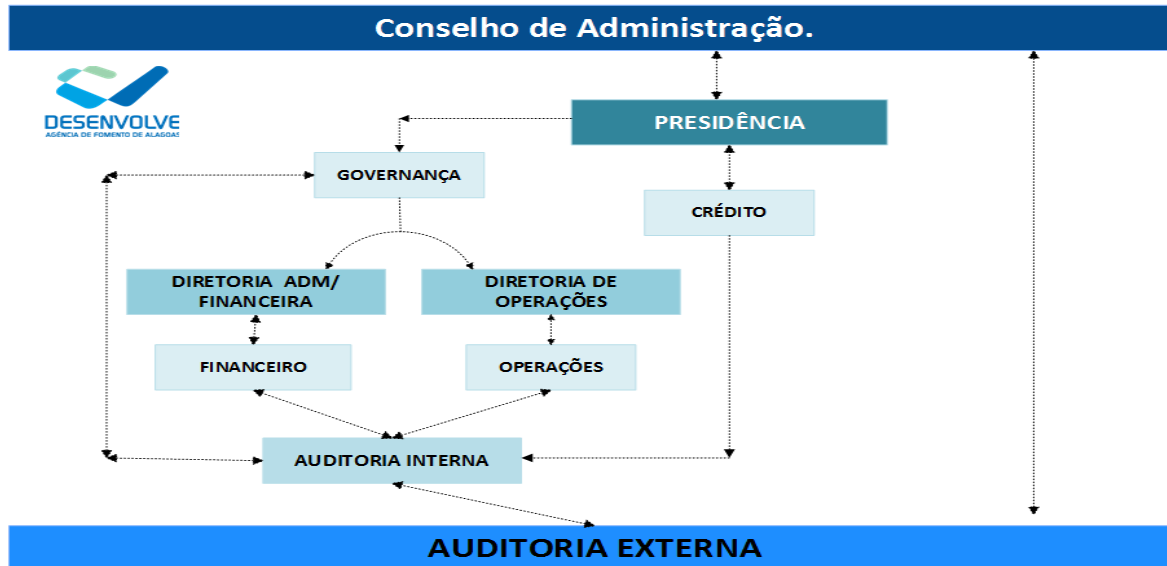 Conselho de Administração.
DESENVOLVE
AGÊNCIA DE FOMENTO DE ALAGOAS
PRESIDÊNCIA
GOVERNANÇA
CRÉDITO
DIRETORIA ADM/
FINANCEIRA
DIRETORIA DE
OPERAÇÕES
FINANCEIRO
OPERAÇÕES
AUDITORIA INTERNA
AUDITORIA EXTERNA